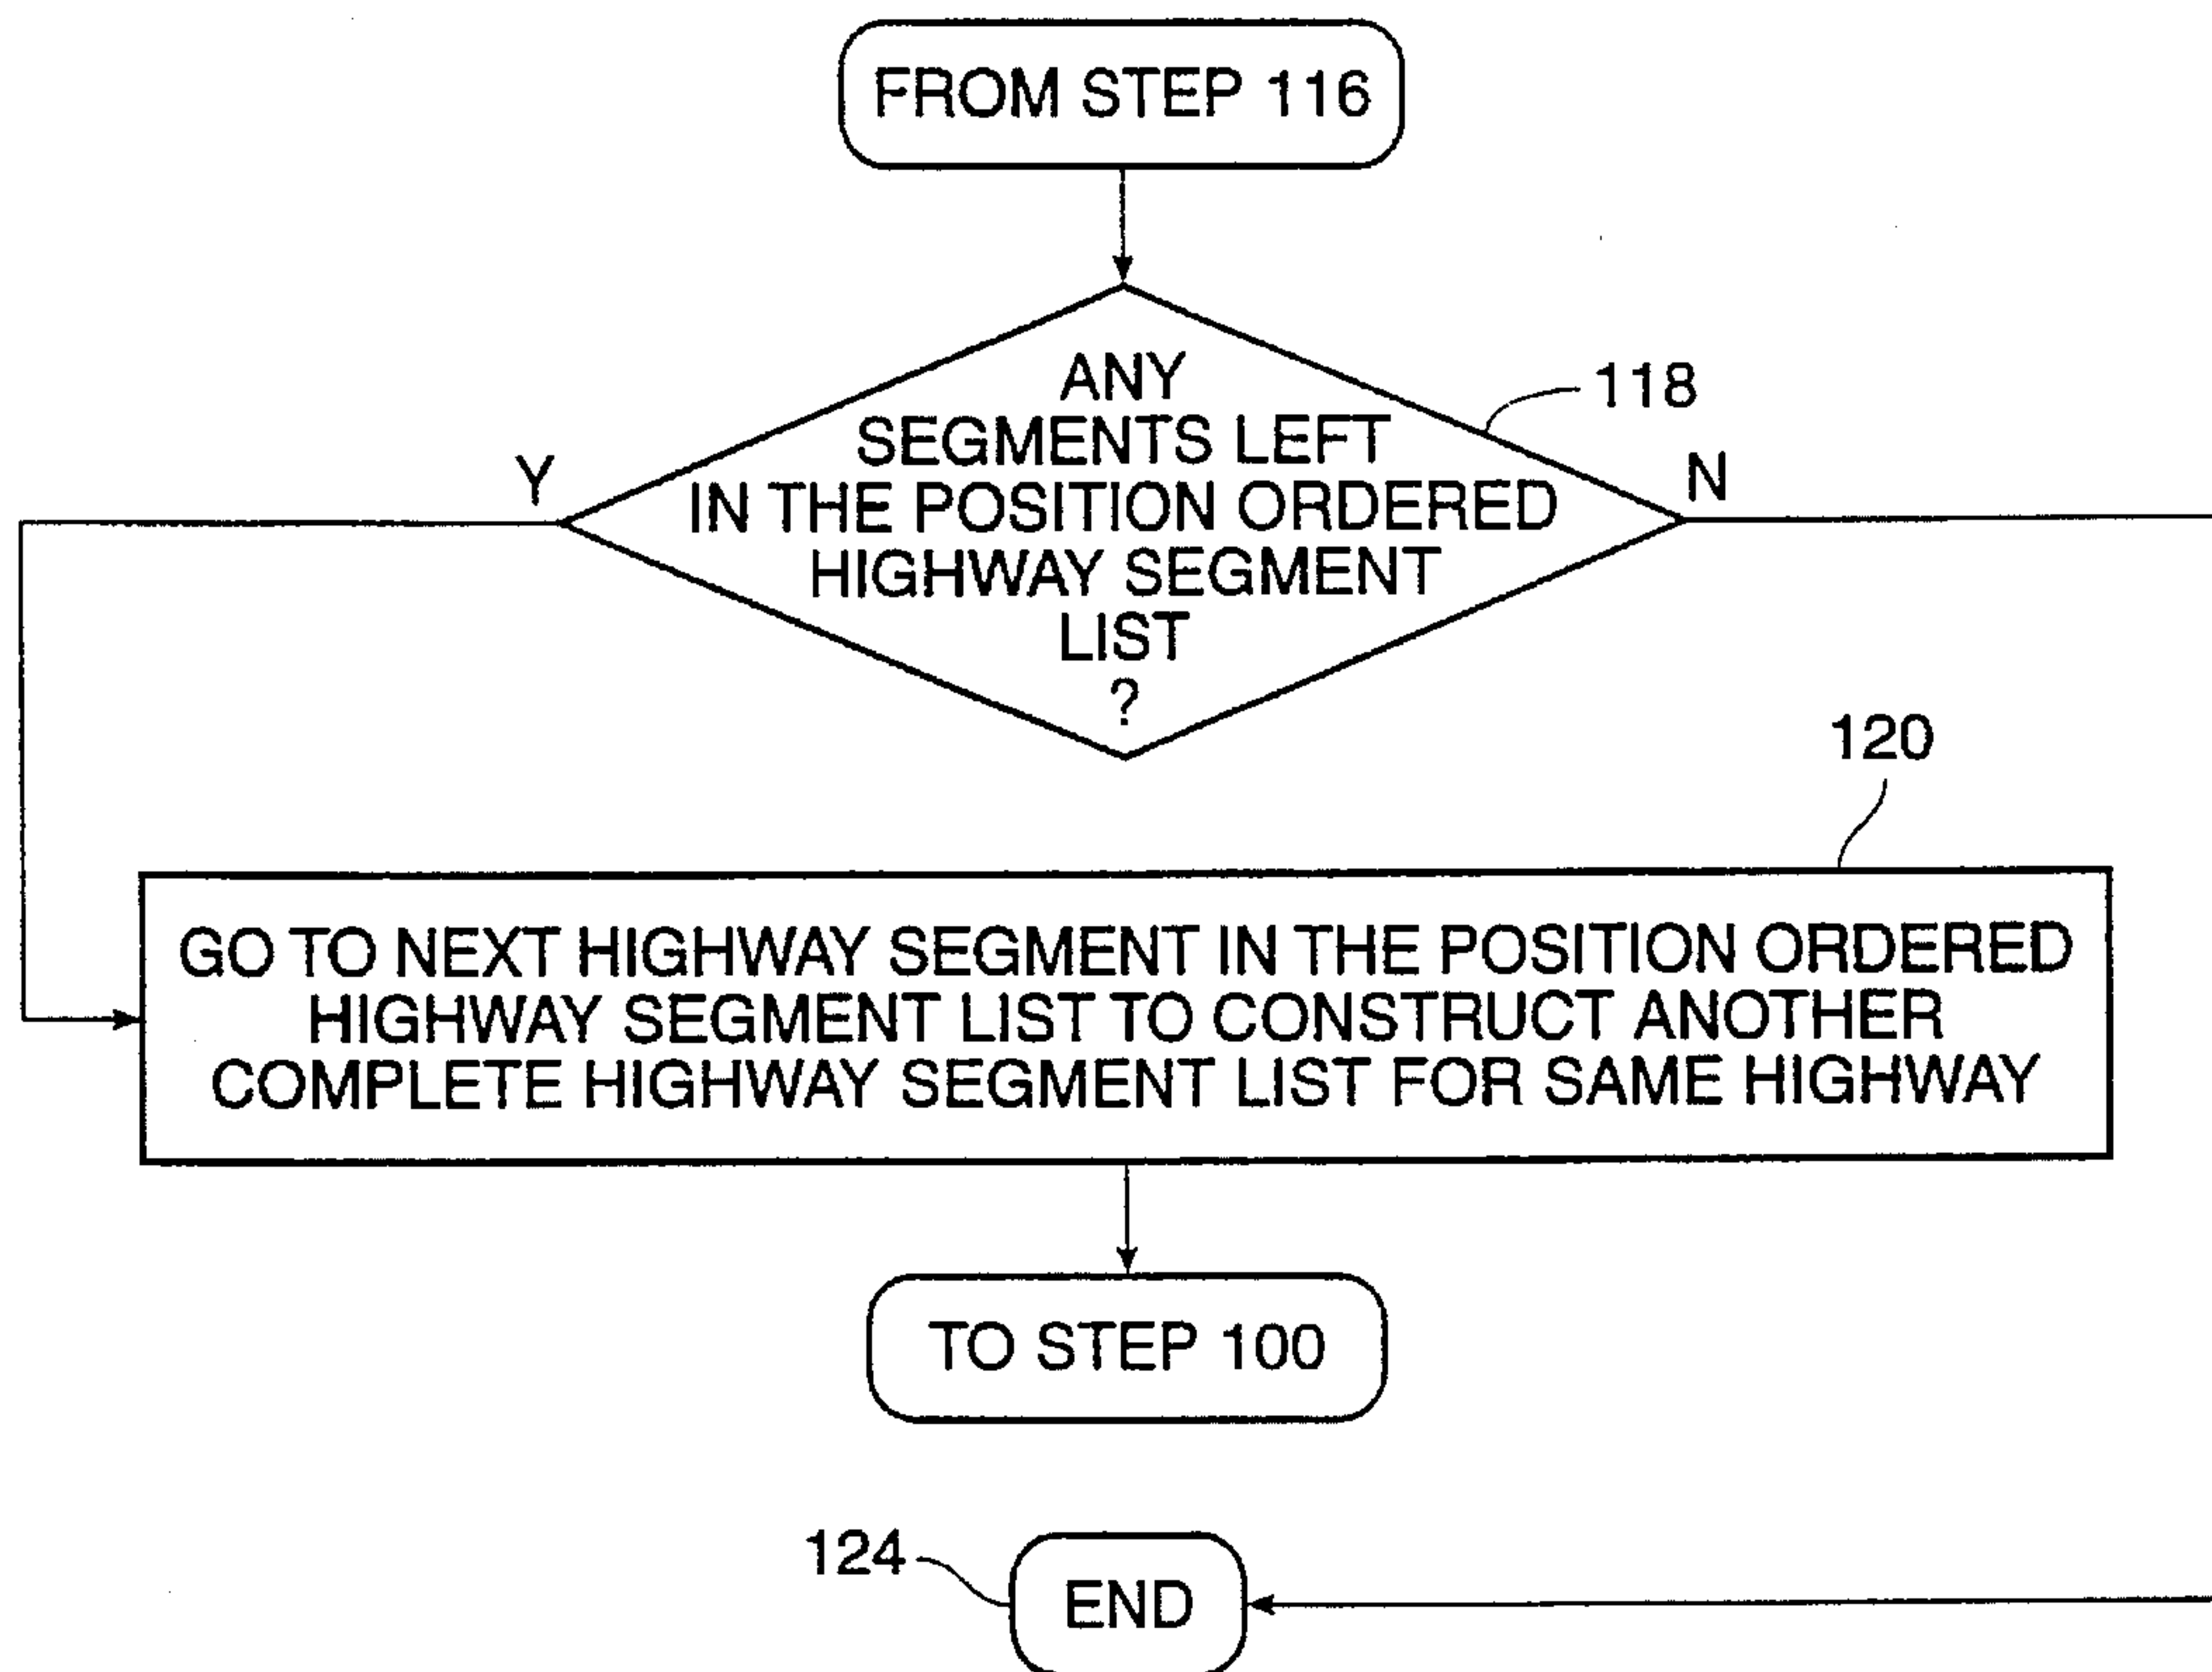 FROM STEP 116
ANY
SEGMENTS LEFT
IN THE POSITION ORDERED
HIGHWAY SEGMENT
LIST
?
118
Y
N
120
GO TO NEXT HIGHWAY SEGMENT IN THE POSITION ORDERED
HIGHWAY SEGMENT LIST TO CONSTRUCT ANOTHER
COMPLETE HIGHWAY SEGMENT LIST FOR SAME HIGHWAY
TO STEP 100
124
END